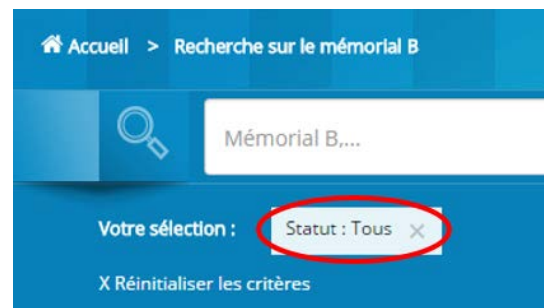 Accueil > Recherche sur le mémorial B
Mémorial B,...
Votre sélection : Statut : Tous ×
X Réinitialiser les critères